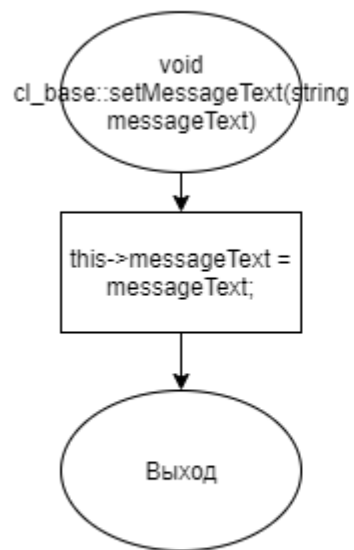 void
cl_base::setMessageText(string
messageText)
this->messageText =
messageText;
Выход